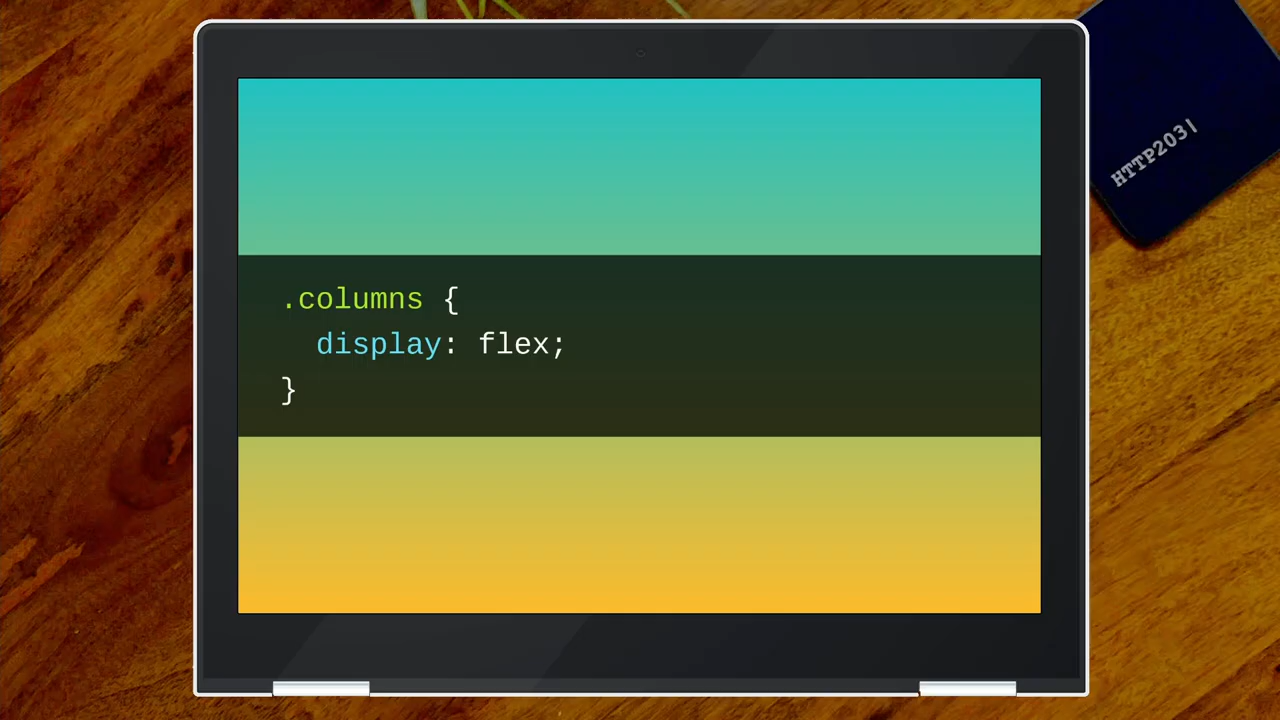 HTTP203|
.columns {
  display: flex;
}